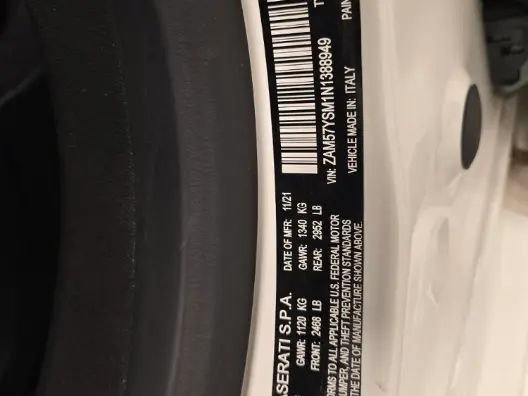 SERATI S.P.A.
DATE OF MFR: 11/21
GAWR: 1120 KG GAWR: 1340 KG
FRONT: 2468 LB REAR: 2952 LB
ORMS TO ALL APPLICABLE U.S. FEDERAL MOTOR
UMPER, AND THEFT PREVENTION STANDARDS
THE DATE OF MANUFACTURE SHOWN ABOVE.
VIN: ZAM57YSM1N1388949
VEHICLE MADE IN: ITALY
PAIN